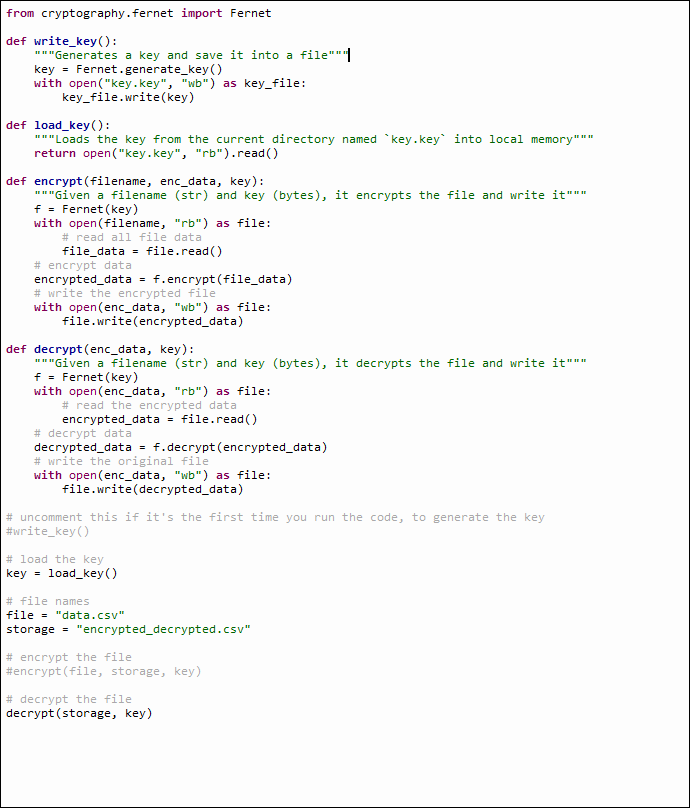 from cryptography.fernet import Fernet
def write_key():
"""Generates a key and save it into a file"""
key = Fernet.generate_key()
with open("key.key", "wb") as key_file:
key_file.write(key)
def load_key():
"""Loads the key from the current directory named `key.key` into local memory"""
return open("key.key", "rb").read()
def encrypt(filename, enc_data, key):
"""Given a filename (str) and key (bytes), it encrypts the file and write it"""
f = Fernet(key)
with open(filename, "rb") as file:
# read all file data
file_data = file.read()
# encrypt data
encrypted_data = f.encrypt(file_data)
# write the encrypted file
with open(enc_data, "wb") as file:
file.write(encrypted_data)
def decrypt(enc_data, key):
"""Given a filename (str) and key (bytes), it decrypts the file and write it"""
f = Fernet(key)
with open(enc_data, "rb") as file:
# read the encrypted data
encrypted_data = file.read()
# decrypt data
decrypted_data = f.decrypt(encrypted_data)
# write the original file
with open(enc_data, "wb") as file:
file.write(decrypted_data)
# uncomment this if it's the first time you run the code, to generate the key
#write_key()
# load the key
key = load_key()
# file names
file = "data.csv"
storage = "encrypted_decrypted.csv"
# encrypt the file
#encrypt(file, storage, key)
# decrypt the file
decrypt(storage, key)